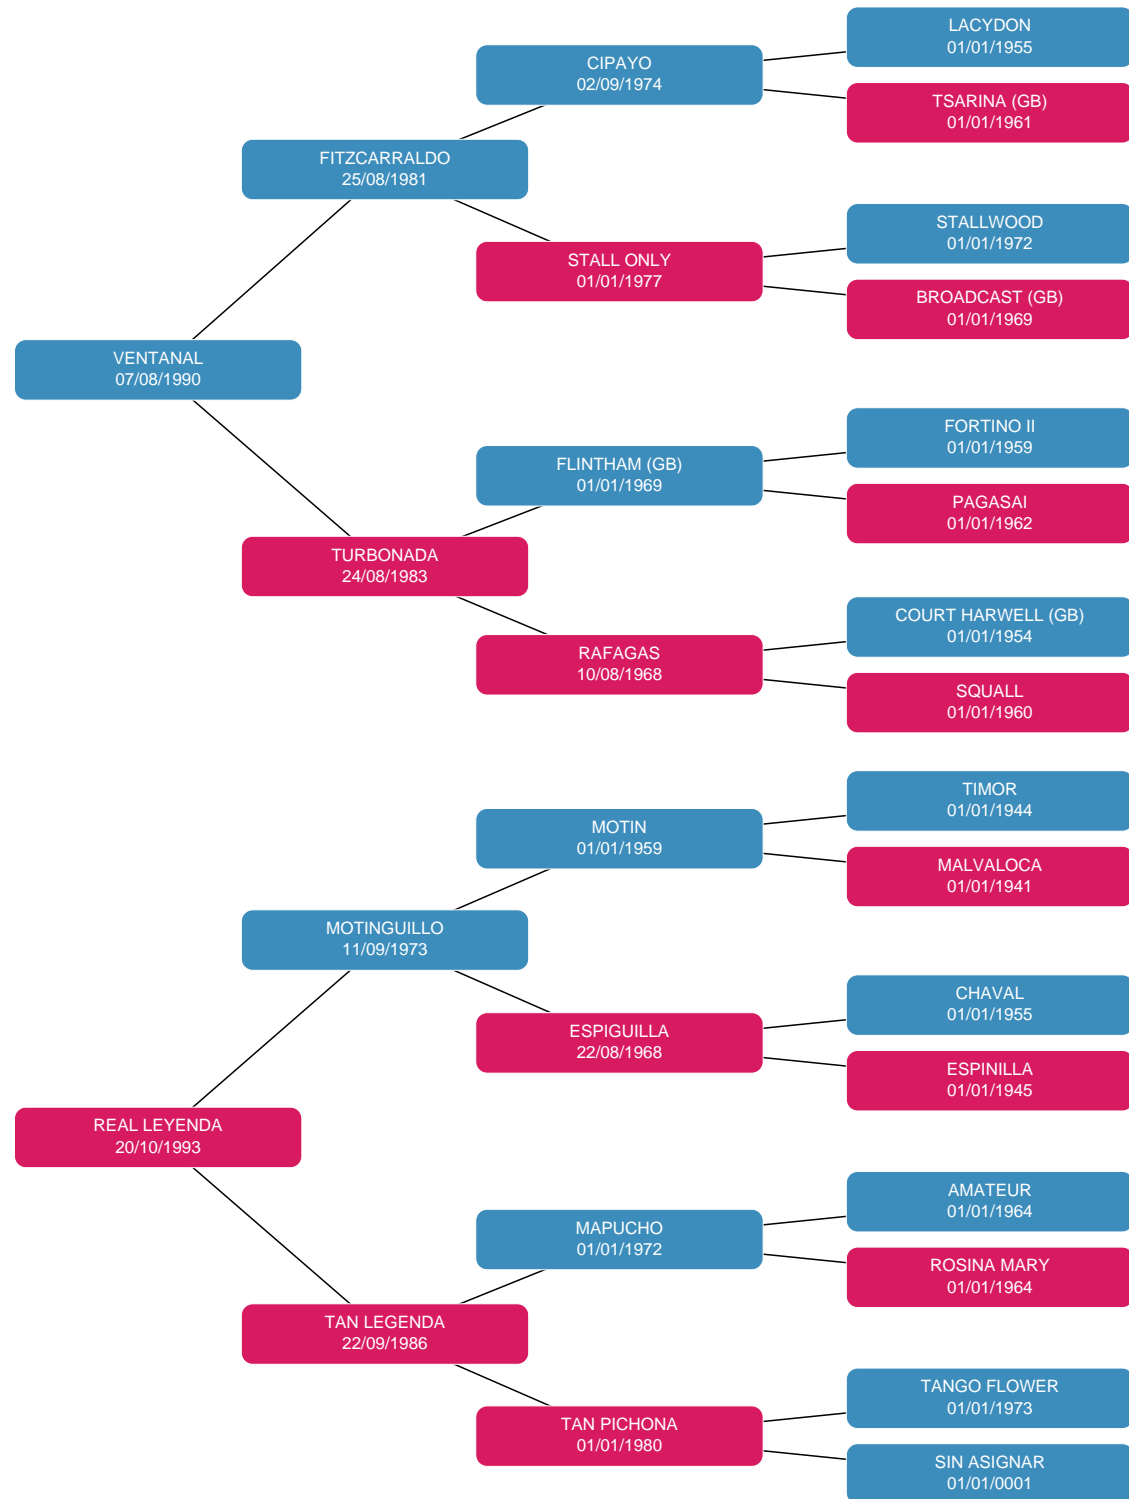 LACYDON
01/01/1955
CIPAYO
02/09/1974
TSARINA (GB)
01/01/1961
FITZCARRALDO
25/08/1981
STALLWOOD
01/01/1972
STALL ONLY
01/01/1977
BROADCAST (GB)
01/01/1969
VENTANAL
07/08/1990
FORTINO II
01/01/1959
FLINTHAM (GB)
01/01/1969
PAGASAI
01/01/1962
TURBONADA
24/08/1983
COURT HARWELL (GB)
01/01/1954
RAFAGAS
10/08/1968
SQUALL
01/01/1960
TIMOR
01/01/1944
MOTIN
01/01/1959
MALVALOCA
01/01/1941
MOTINGUILLO
11/09/1973
CHAVAL
01/01/1955
ESPIGUILLA
22/08/1968
ESPINILLA
01/01/1945
REAL LEYENDA
20/10/1993
AMATEUR
01/01/1964
MAPUCHO
01/01/1972
ROSINA MARY
01/01/1964
TAN LEGENDA
22/09/1986
TANGO FLOWER
01/01/1973
TAN PICHONA
01/01/1980
SIN ASIGNAR
01/01/0001